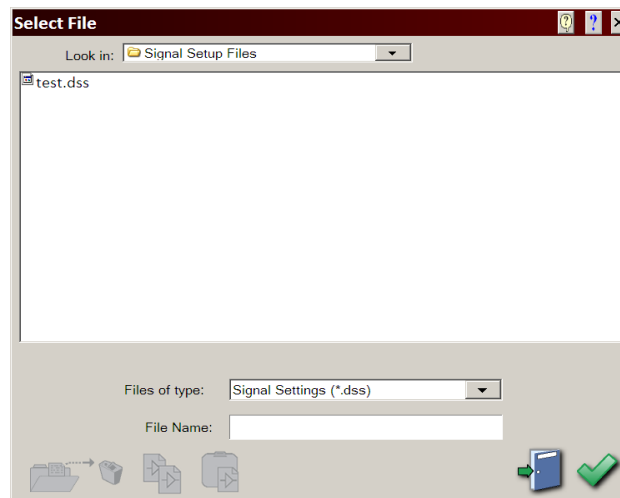 Select File
Look in: Signal Setup Files
test.dss
Files of type: Signal Settings (*.dss)
File Name: